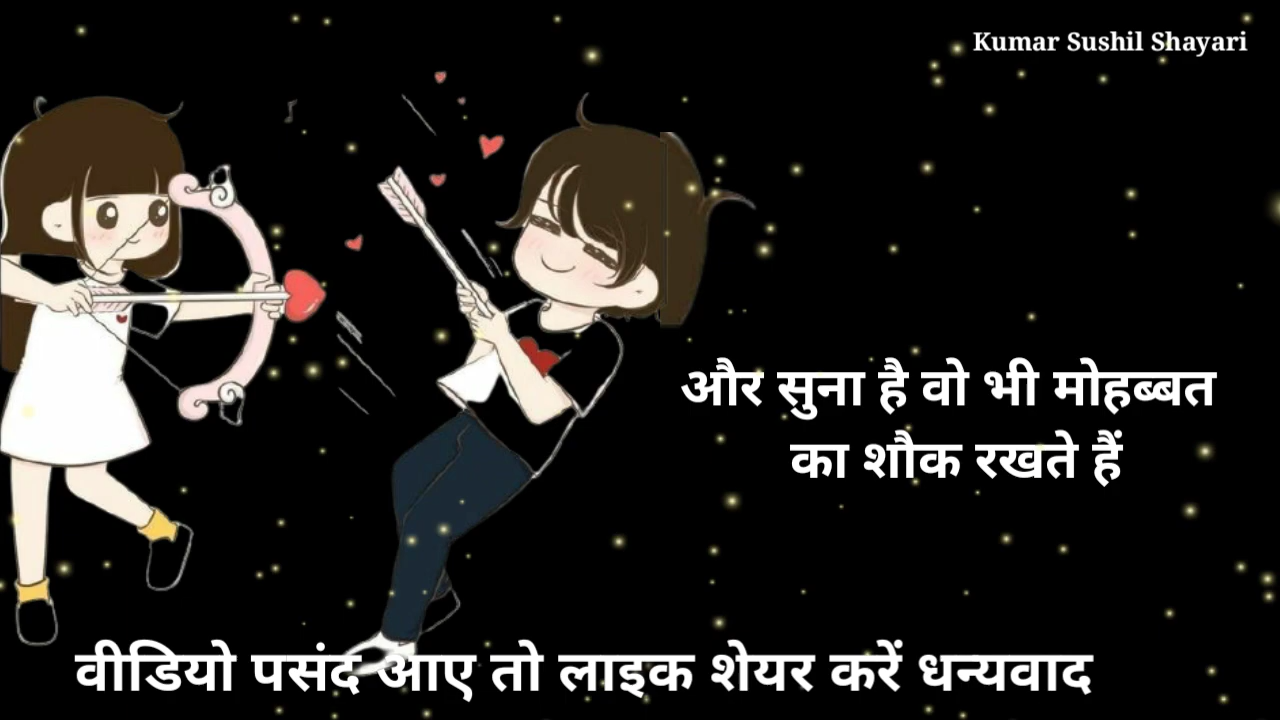 Kumar Sushil Shayari
और सुना है वो भी मोहब्बत
का शौक रखते हैं
वीडियो पसंद आए तो लाइक शेयर करें धन्यवाद